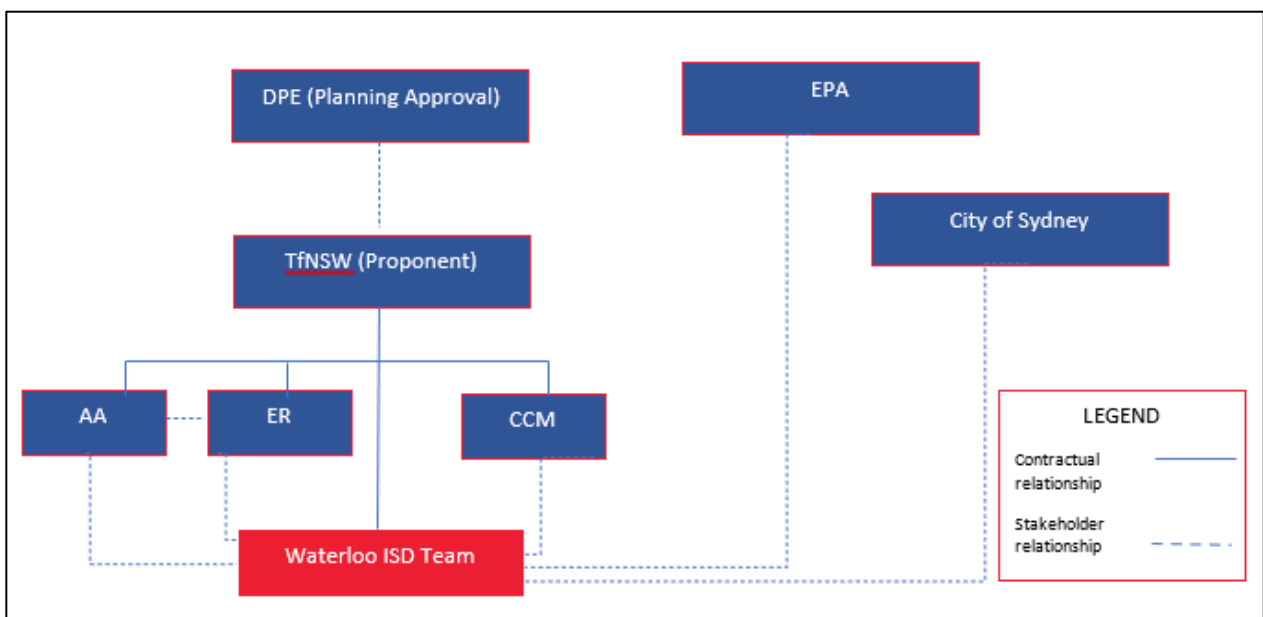 DPE (Planning Approval)
EPA
City of Sydney
TfNSW (Proponent)
AA
ER
CCM
Waterloo ISD Team
LEGEND
Contractual
relationship
Stakeholder
relationship